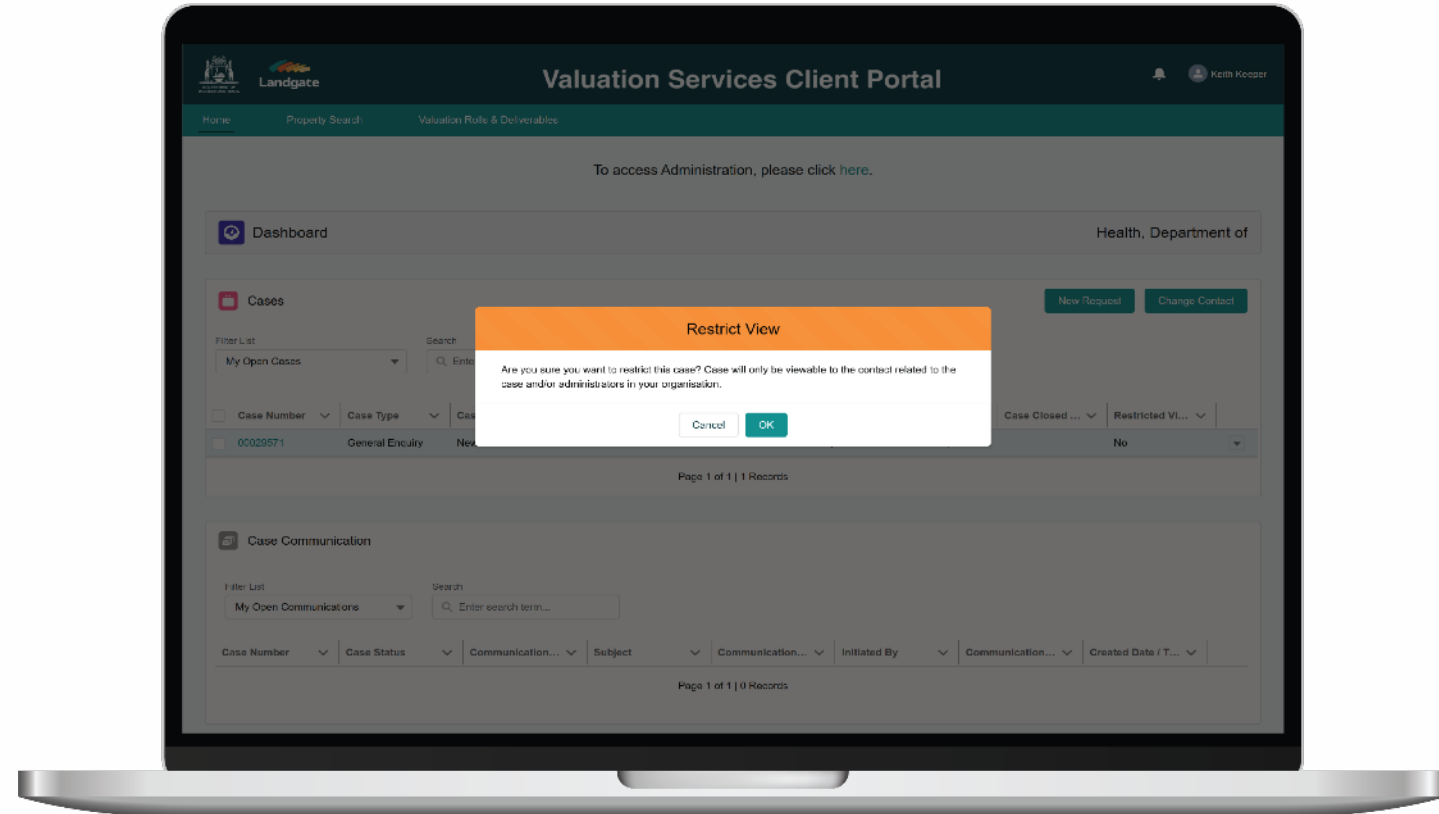 Landgate
Valuation Services Client Portal
Keith Keeper
Home
Property Search
Valuation Rolls & Deliverables
To access Administration, please click here.
Dashboard
Health, Department of
Cases
New Request
Change Contact
Filter List
Search
My Open Cases
Restrict View
Are you sure you want to restrict this case? Case will only be viewable to the contact related to the
case and/or administrators in your organisation.
Cancel
OK
Case Number
Case Type
Case Closed ...
Restricted Vi...
00029571
General Enquiry
No
Page 1 of 1 | 1 Records
Case Communication
Filter List
Search
My Open Communications
Enter search term...
Case Number
Case Status
Communication...
Subject
Communication...
Initiated By
Communication...
Created Date / T...
Page 1 of 1 | 0 Records